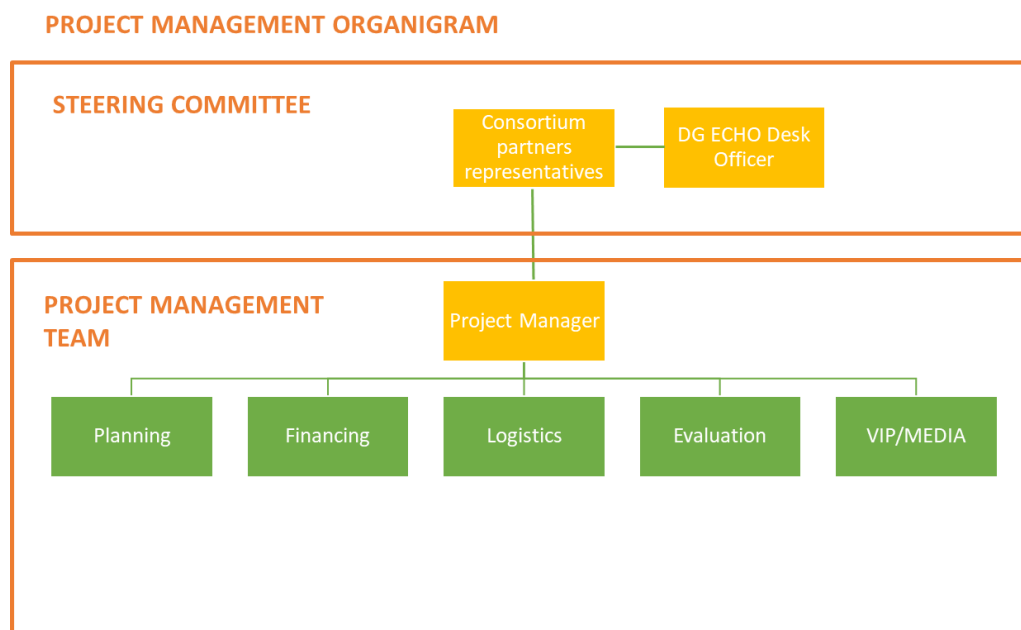 PROJECT MANAGEMENT ORGANIGRAM
STEERING COMMITTEE
Consortium
partners
representatives
DG ECHO Desk
Officer
PROJECT MANAGEMENT
TEAM
Project Manager
Planning
Financing
Logistics
Evaluation
VIP/MEDIA